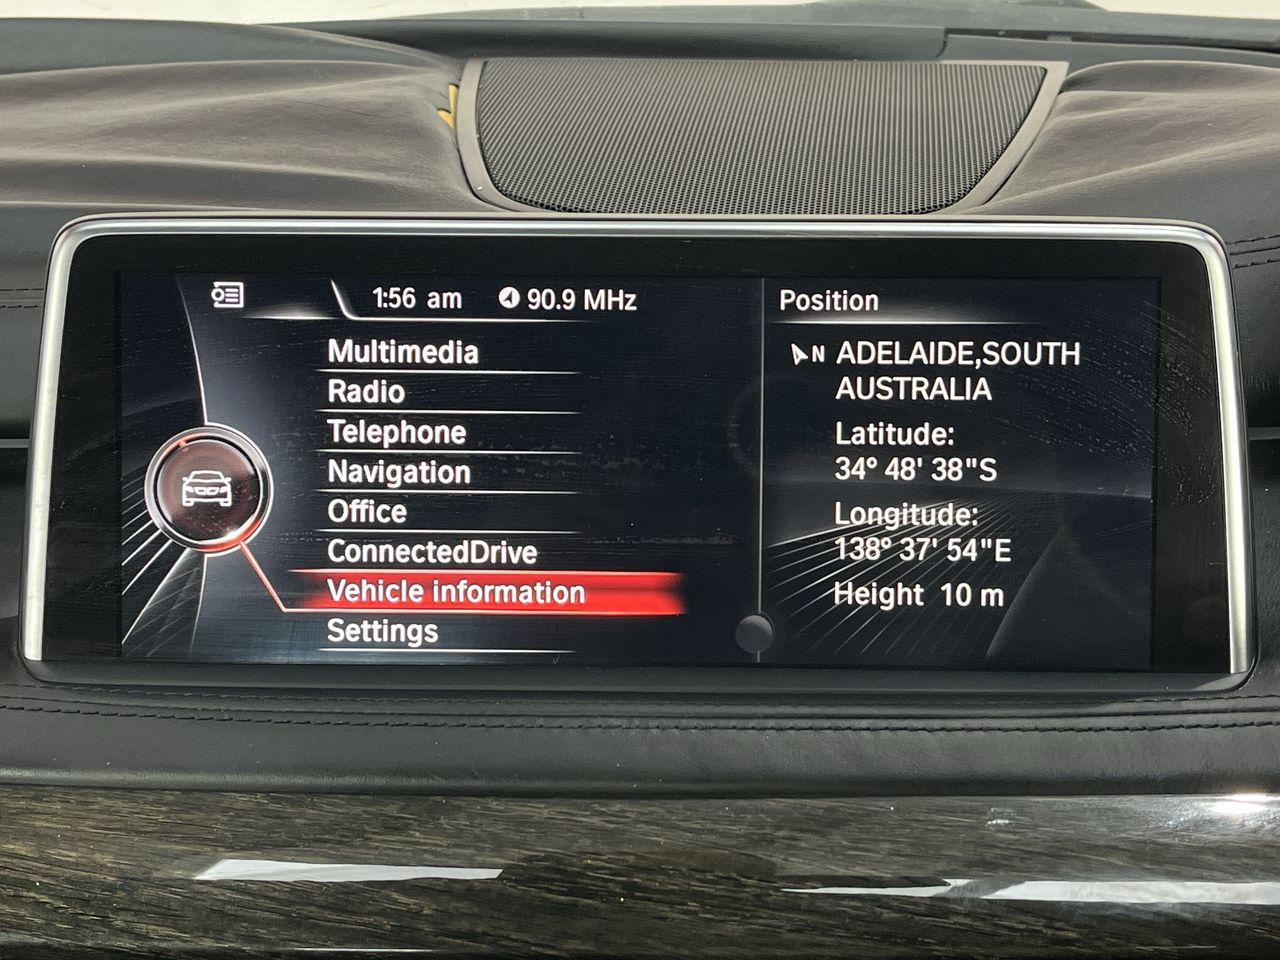 1:56 am 90.9 MHz
Multimedia
Radio
Telephone
Navigation
Office
ConnectedDrive
Vehicle information
Settings
Position
N ADELAIDE,SOUTH
AUSTRALIA
Latitude:
34° 48' 38"S
Longitude:
138° 37' 54"E
Height 10 m